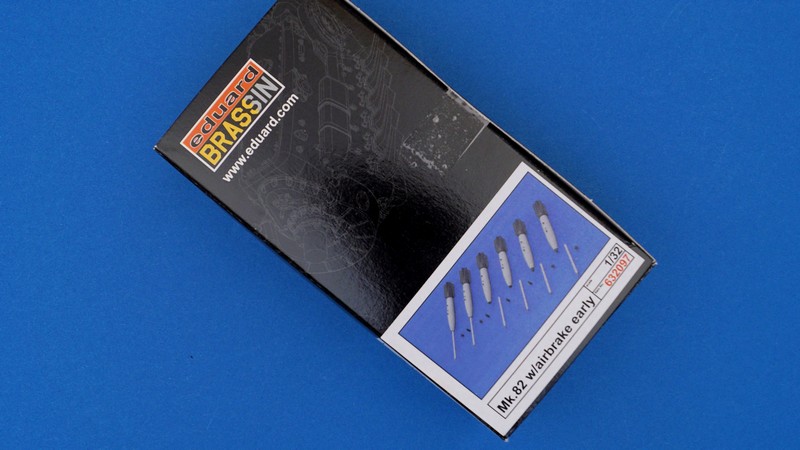 eduard
BRASSIN
www.eduard.com
Mk.82 w/airbrake early
1/32
632097